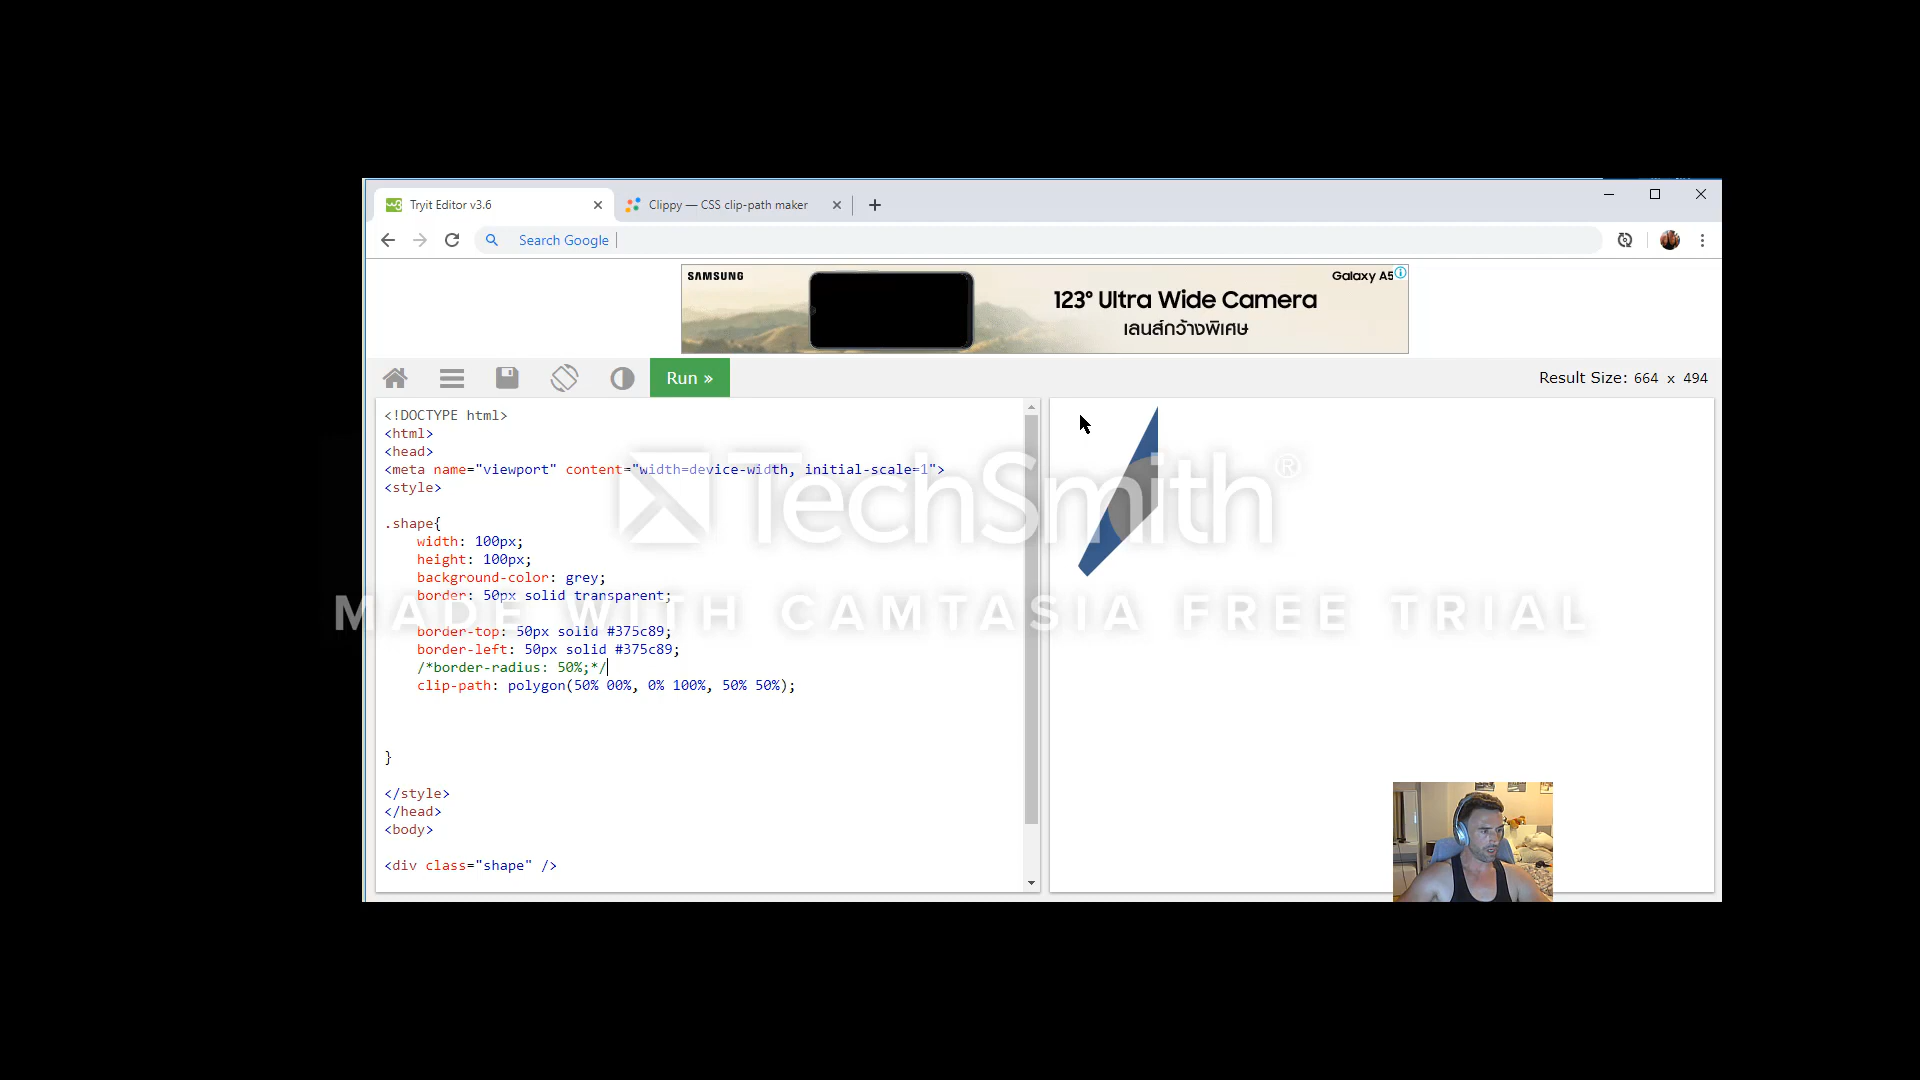 Tryit Editor v3.6
Clippy — CSS clip-path maker
Search Google
SAMSUNG
Galaxy A5
123° Ultra Wide Camera
เลนส์กว้างพิเศษ
Run »
Result Size: 664 x 494
<!DOCTYPE html>
<html>
<head>
<meta name="viewport" content="width=device-width, initial-scale=1">
<style>
.shape{
width: 100px;
height: 100px;
background-color: grey;
border: 50px solid transparent;
border-top: 50px solid #375c89;
border-left: 50px solid #375c89;
/*border-radius: 50%;*/
clip-path: polygon(50% 00%, 0% 100%, 50% 50%);
}
</style>
</head>
<body>
<div class="shape" />
TechSmith®
MADE WITH CAMTASIA FREE TRIAL